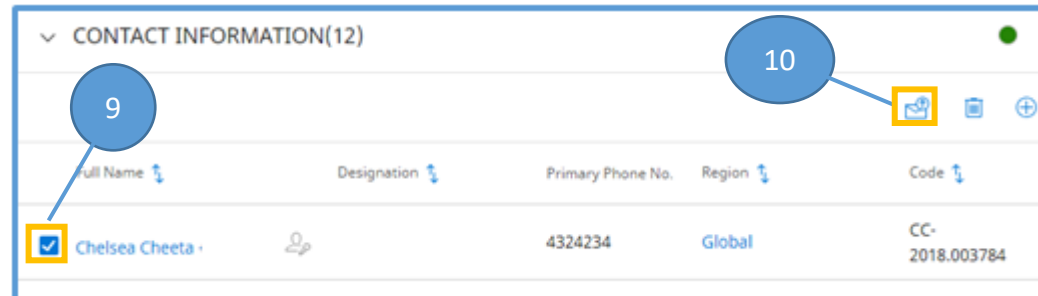 CONTACT INFORMATION(12)
10
9
Full Name Designation Primary Phone No. Region Code
Chelsea Cheeta 4324234 Global CC-
2018.003784